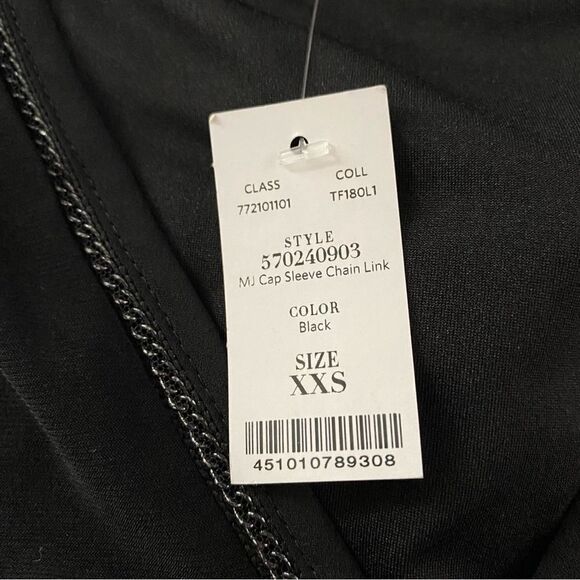 CLASS COLL
772101101 TF180L1
STYLE
570240903
MJ Cap Sleeve Chain Link
COLOR
Black
SIZE
XXS
451010789308